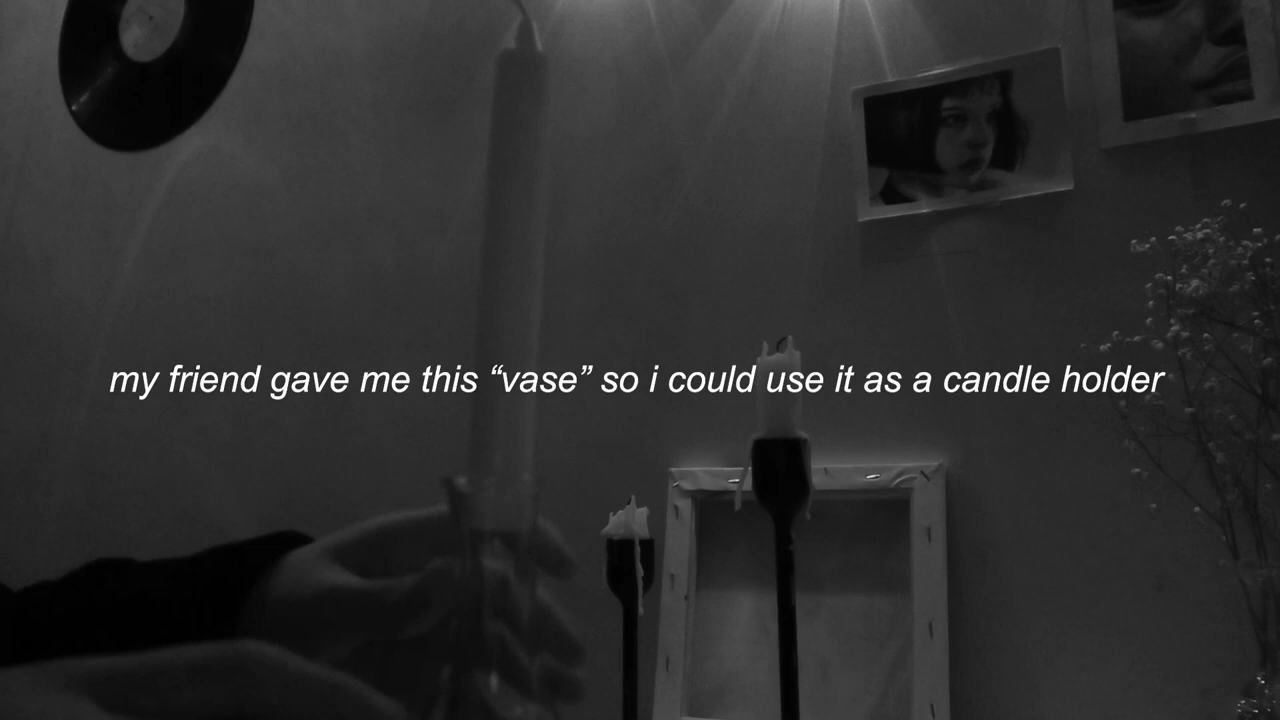 my friend gave me this “vase” so i could use it as a candle holder